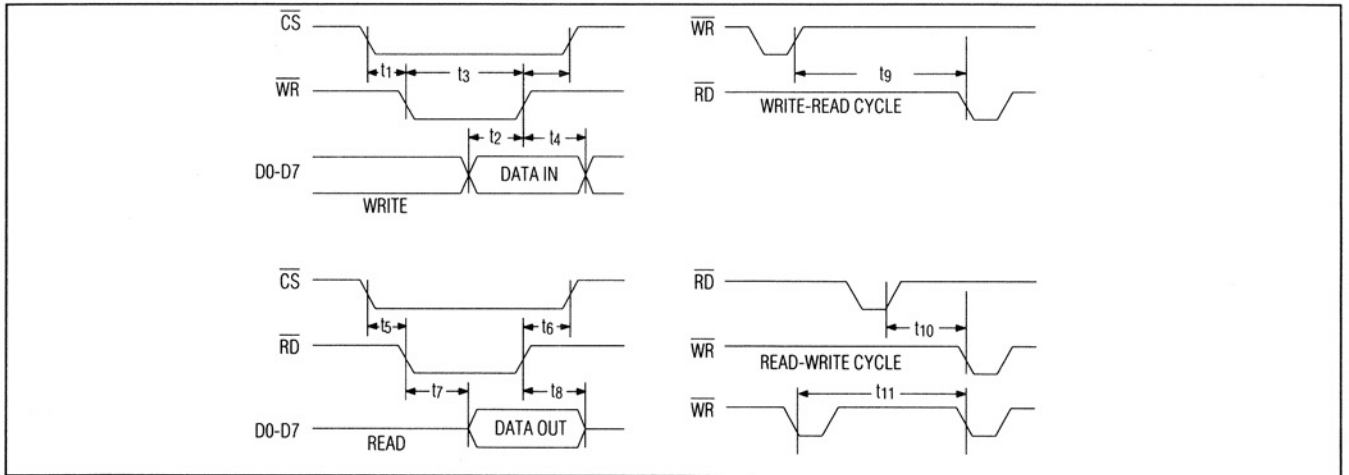 CS
t1
t3
WR
t2
t4
D0-D7
DATA IN
WRITE
WR
t9
RD
WRITE-READ CYCLE
CS
t5
t6
RD
t7
t8
D0-D7
DATA OUT
READ
RD
t10
WR
READ-WRITE CYCLE
t11
WR